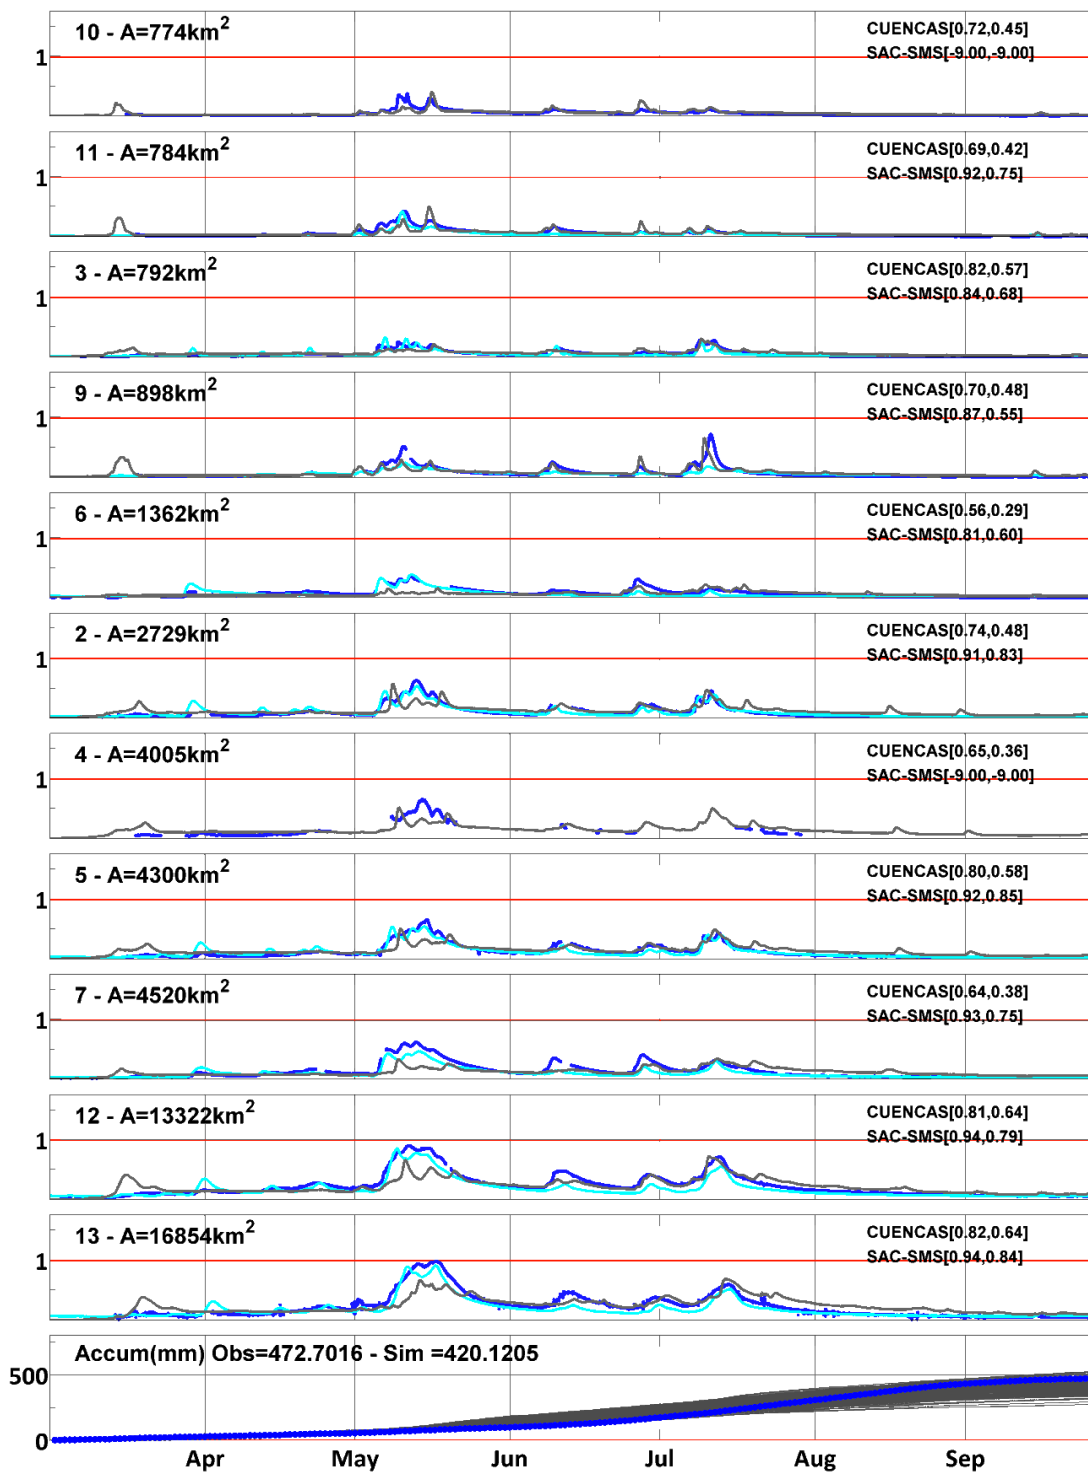 10 - A=774km²
CUENCAS[0.72,0.45]
SAC-SMS[-9.00,-9.00]
1
11 - A=784km²
CUENCAS[0.69,0.42]
SAC-SMS[0.92,0.75]
1
3 - A=792km²
CUENCAS[0.82,0.57]
SAC-SMS[0.84,0.68]
1
9 - A=898km²
CUENCAS[0.70,0.48]
SAC-SMS[0.87,0.55]
1
6 - A=1362km²
CUENCAS[0.56,0.29]
SAC-SMS[0.81,0.60]
1
2 - A=2729km²
CUENCAS[0.74,0.48]
SAC-SMS[0.91,0.83]
1
4 - A=4005km²
CUENCAS[0.65,0.36]
SAC-SMS[-9.00,-9.00]
1
5 - A=4300km²
CUENCAS[0.80,0.58]
SAC-SMS[0.92,0.85]
1
7 - A=4520km²
CUENCAS[0.64,0.38]
SAC-SMS[0.93,0.75]
1
12 - A=13322km²
CUENCAS[0.81,0.64]
SAC-SMS[0.94,0.79]
1
13 - A=16854km²
CUENCAS[0.82,0.64]
SAC-SMS[0.94,0.84]
1
Accum(mm) Obs=472.7016 - Sim =420.1205
500
0
Apr May Jun Jul Aug Sep